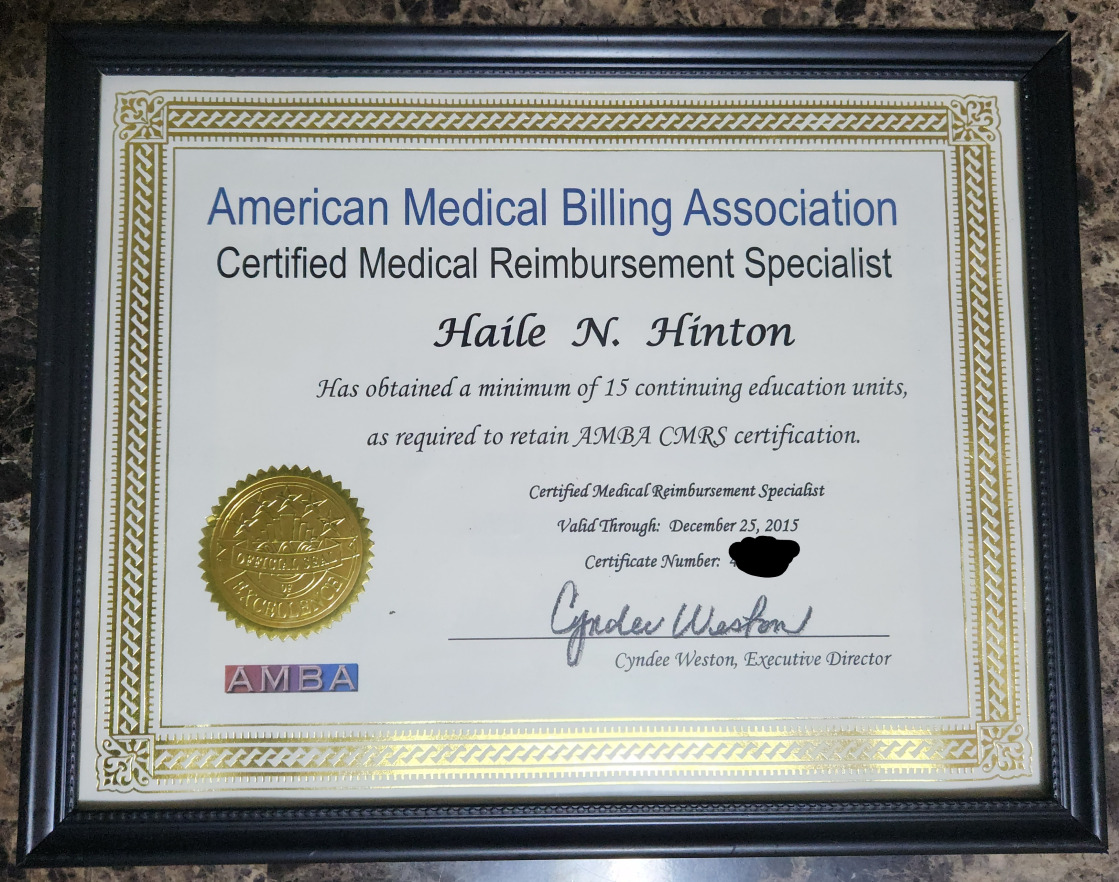 American Medical Billing Association
Certified Medical Reimbursement Specialist
Haile N. Hinton
Has obtained a minimum of 15 continuing education units,
as required to retain AMBA CMRS certification.
Certified Medical Reimbursement Specialist
Valid Through: December 25, 2015
Certificate Number:
Cyndee Weston
Cyndee Weston, Executive Director
OFFICIAL SEAL
OF
EXCELLENCE
AMBA